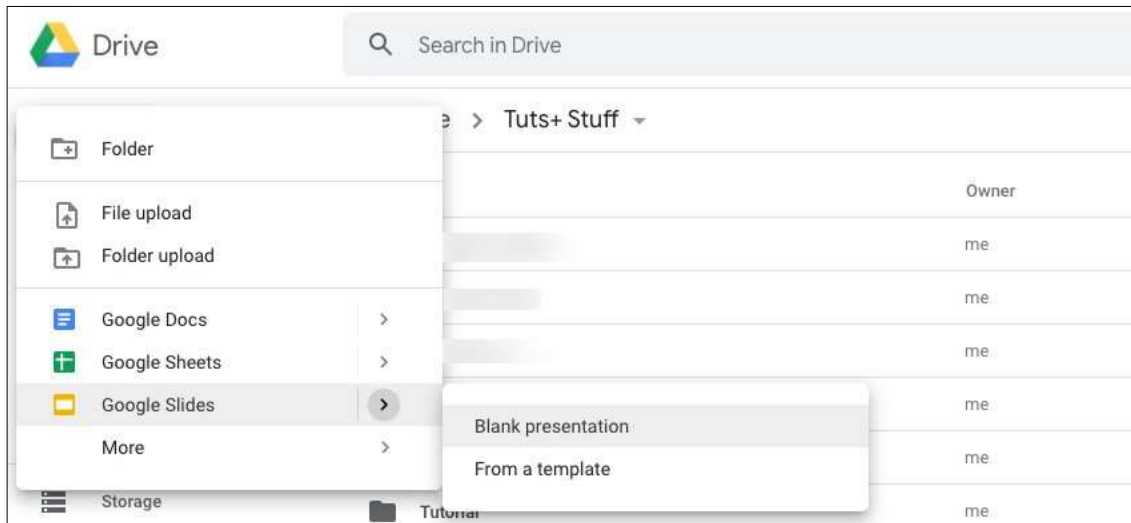 Drive
Search in Drive
e > Tuts+ Stuff
Folder
Owner
File upload
me
Folder upload
me
Google Docs
me
Google Sheets
Google Slides
me
Blank presentation
More
me
From a template
Storage
Tutorial
me